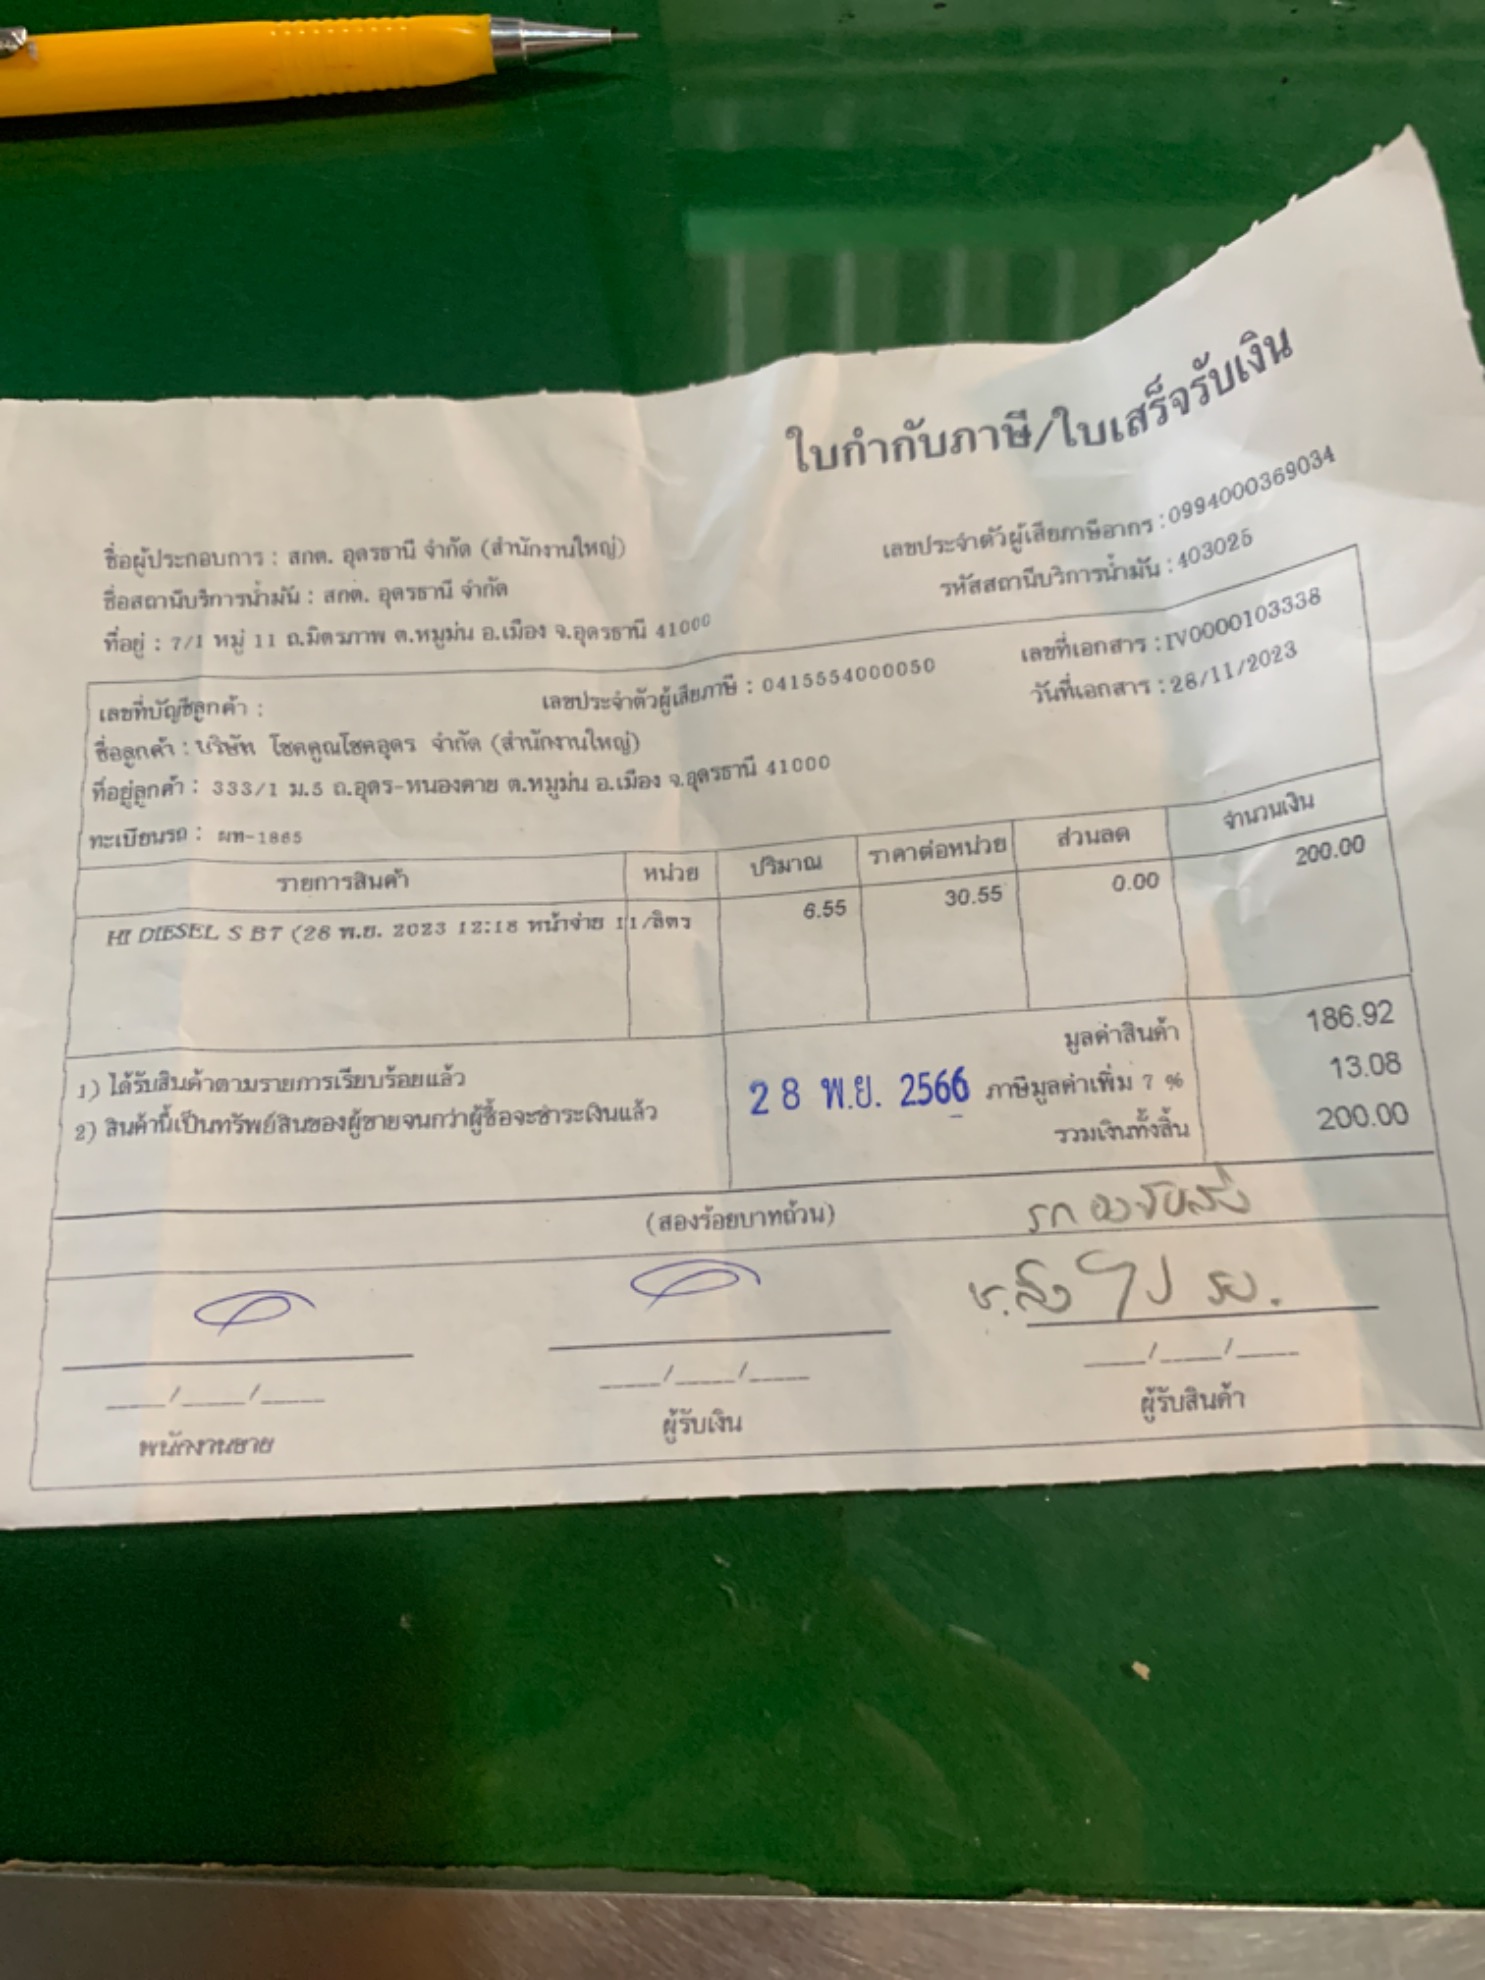 ใบกำกับภาษี/ใบเสร็จรับเงิน
ชื่อผู้ประกอบการ : สกต. อุดรธานี จำกัด (สำนักงานใหญ่) เลขประจำตัวผู้เสียภาษีอากร : 0994000369034
ชื่อสถานีบริการน้ำมัน : สกต. อุดรธานี จำกัด รหัสสถานีบริการน้ำมัน : 403025
ที่อยู่ : 7/1 หมู่ 11 ถ.มิตรภาพ ต.หมูม่น อ.เมือง จ.อุดรธานี 41000
เลขที่บัญชีลูกค้า : เลขประจำตัวผู้เสียภาษี : 0415554000050 เลขที่เอกสาร : IV0000103338
ชื่อลูกค้า : บริษัท โชคคูณโชคอุดร จำกัด (สำนักงานใหญ่) วันที่เอกสาร : 28/11/2023
ที่อยู่ลูกค้า : 333/1 ม.5 ถ.อุดร-หนองคาย ต.หมูม่น อ.เมือง จ.อุดรธานี 41000
ทะเบียนรถ : ผท-1865
รายการสินค้า หน่วย ปริมาณ ราคาต่อหน่วย ส่วนลด จำนวนเงิน
HI DIESEL S B7 (28 พ.ย. 2023 12:18 หน้าจ่าย 11/ลิตร 6.55 30.55 0.00 200.00
มูลค่าสินค้า 186.92
1) ได้รับสินค้าตามรายการเรียบร้อยแล้ว
28 พ.ย. 2566 ภาษีมูลค่าเพิ่ม 7 % 13.08
2) สินค้านี้เป็นทรัพย์สินของผู้ขายจนกว่าผู้ซื้อจะชำระเงินแล้ว
รวมเงินทั้งสิ้น 200.00
(สองร้อยบาทถ้วน)
____/____/____ ____/____/____ ____/____/____
พนักงานขาย ผู้รับเงิน ผู้รับสินค้า